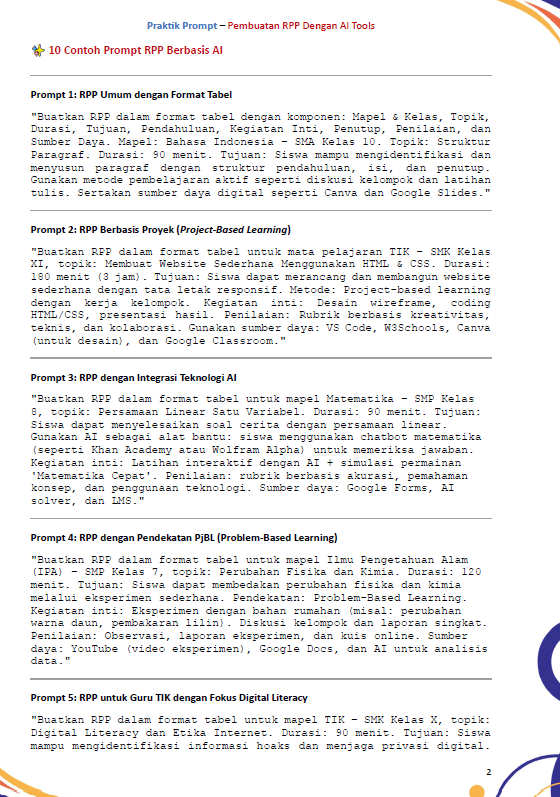 Praktik Prompt – Pembuatan RPP Dengan AI Tools
10 Contoh Prompt RPP Berbasis AI
Prompt 1: RPP Umum dengan Format Tabel
"Buatkan RPP dalam format tabel dengan komponen: Mapel & Kelas, Topik,
Durasi, Tujuan, Pendahuluan, Kegiatan Inti, Penutup, Penilaian, dan
Sumber Daya. Mapel: Bahasa Indonesia – SMA Kelas 10. Topik: Struktur
Paragraf. Durasi: 90 menit. Tujuan: Siswa mampu mengidentifikasi dan
menyusun paragraf dengan struktur pendahuluan, isi, dan penutup.
Gunakan metode pembelajaran aktif seperti diskusi kelompok dan latihan
tulis. Sertakan sumber daya digital seperti Canva dan Google Slides."
Prompt 2: RPP Berbasis Proyek (Project-Based Learning)
"Buatkan RPP dalam format tabel untuk mata pelajaran TIK – SMK Kelas
XI, topik: Membuat Website Sederhana Menggunakan HTML & CSS. Durasi:
180 menit (3 jam). Tujuan: Siswa dapat merancang dan membangun website
sederhana dengan tata letak responsif. Metode: Project-based learning
dengan kerja kelompok. Kegiatan inti: Desain wireframe, coding
HTML/CSS, presentasi hasil. Penilaian: Rubrik berbasis kreativitas,
teknis, dan kolaborasi. Gunakan sumber daya: VS Code, W3Schools, Canva
(untuk desain), dan Google Classroom."
Prompt 3: RPP dengan Integrasi Teknologi AI
"Buatkan RPP dalam format tabel untuk mapel Matematika – SMP Kelas
8, topik: Persamaan Linear Satu Variabel. Durasi: 90 menit. Tujuan:
Siswa dapat menyelesaikan soal cerita dengan persamaan linear.
Gunakan AI sebagai alat bantu: siswa menggunakan chatbot matematika
(seperti Khan Academy atau Wolfram Alpha) untuk memeriksa jawaban.
Kegiatan inti: Latihan interaktif dengan AI + simulasi permainan
'Matematika Cepat'. Penilaian: rubrik berbasis akurasi, pemahaman
konsep, dan penggunaan teknologi. Sumber daya: Google Forms, AI
solver, dan LMS."
Prompt 4: RPP dengan Pendekatan PjBL (Problem-Based Learning)
"Buatkan RPP dalam format tabel untuk mapel Ilmu Pengetahuan Alam
(IPA) – SMP Kelas 7, topik: Perubahan Fisika dan Kimia. Durasi: 120
menit. Tujuan: Siswa dapat membedakan perubahan fisika dan kimia
melalui eksperimen sederhana. Pendekatan: Problem-Based Learning.
Kegiatan inti: Eksperimen dengan bahan rumahan (misal: perubahan
warna daun, pembakaran lilin). Diskusi kelompok dan laporan singkat.
Penilaian: Observasi, laporan eksperimen, dan kuis online. Sumber
daya: YouTube (video eksperimen), Google Docs, dan AI untuk analisis
data."
Prompt 5: RPP untuk Guru TIK dengan Fokus Digital Literacy
"Buatkan RPP dalam format tabel untuk mapel TIK – SMK Kelas X, topik:
Digital Literacy dan Etika Internet. Durasi: 90 menit. Tujuan: Siswa
mampu mengidentifikasi informasi hoaks dan menjaga privasi digital.
2